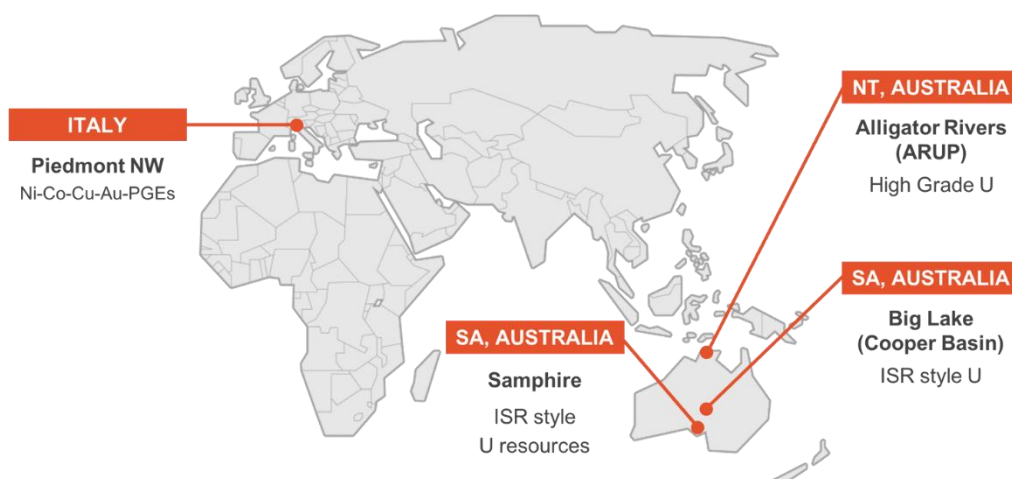 ITALY
Piedmont NW
Ni-Co-Cu-Au-PGEs
NT, AUSTRALIA
Alligator Rivers
(ARUP)
High Grade U
SA, AUSTRALIA
Big Lake
(Cooper Basin)
ISR style U
SA, AUSTRALIA
Samphire
ISR style
U resources